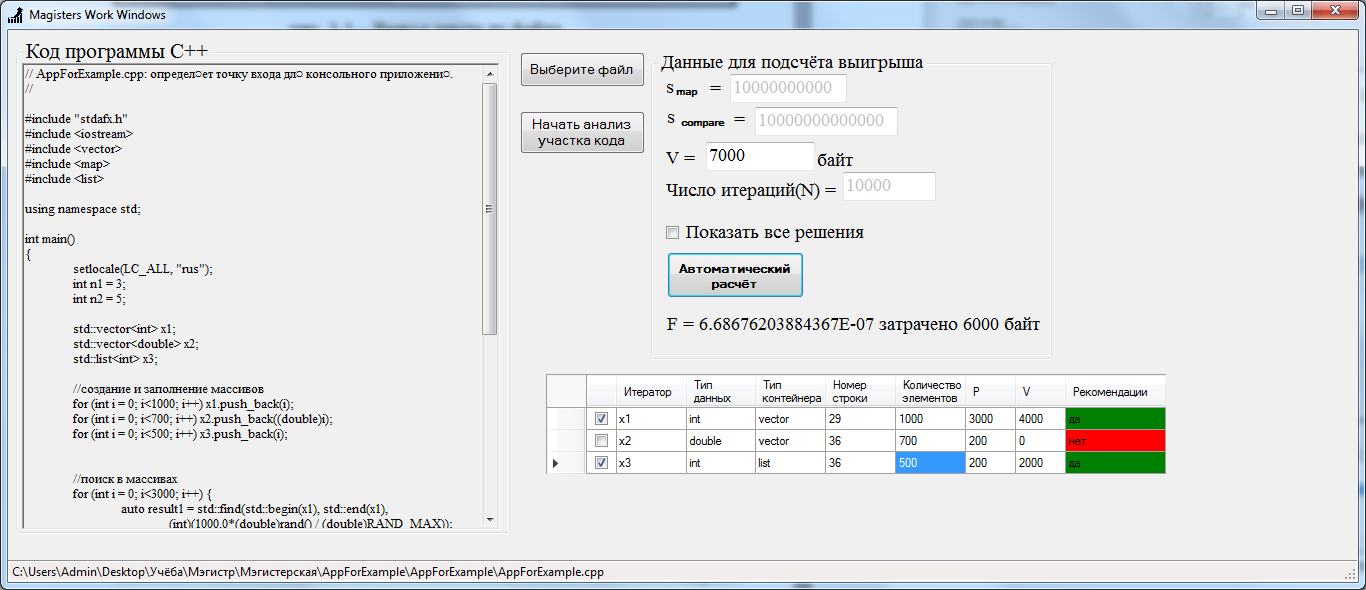 Magisters Work Windows
Код программы C++
// AppForExample.cpp: определ¤ет точку входа дл¤ консольного приложени¤.
//
#include "stdafx.h"
#include <iostream>
#include <vector>
#include <map>
#include <list>
using namespace std;
int main()
{
setlocale(LC_ALL, "rus");
int n1 = 3;
int n2 = 5;
std::vector<int> x1;
std::vector<double> x2;
std::list<int> x3;
//создание и заполнение массивов
for (int i = 0; i<1000; i++) x1.push_back(i);
for (int i = 0; i<700; i++) x2.push_back((double)i);
for (int i = 0; i<500; i++) x3.push_back(i);
//поиск в массивах
for (int i = 0; i<3000; i++) {
auto result1 = std::find(std::begin(x1), std::end(x1),
(int)(1000.0*(double)rand() / (double)RAND_MAX));
Выберите файл
Начать анализ
участка кода
Данные для подсчёта выигрыша
S map = 10000000000
S compare = 10000000000000
V = 7000 байт
Число итераций(N) = 10000
Показать все решения
Автоматический
расчёт
F = 6.68676203884367E-07 затрачено 6000 байт
Итератор Тип данных Тип контейнера Номер строки Количество элементов P V Рекомендации
x1 int vector 29 1000 3000 4000 да
x2 double vector 36 700 200 0 нет
x3 int list 36 500 200 2000 да
C:\Users\Admin\Desktop\Учёба\Мэгистр\Мэгистерская\AppForExample\AppForExample\AppForExample.cpp